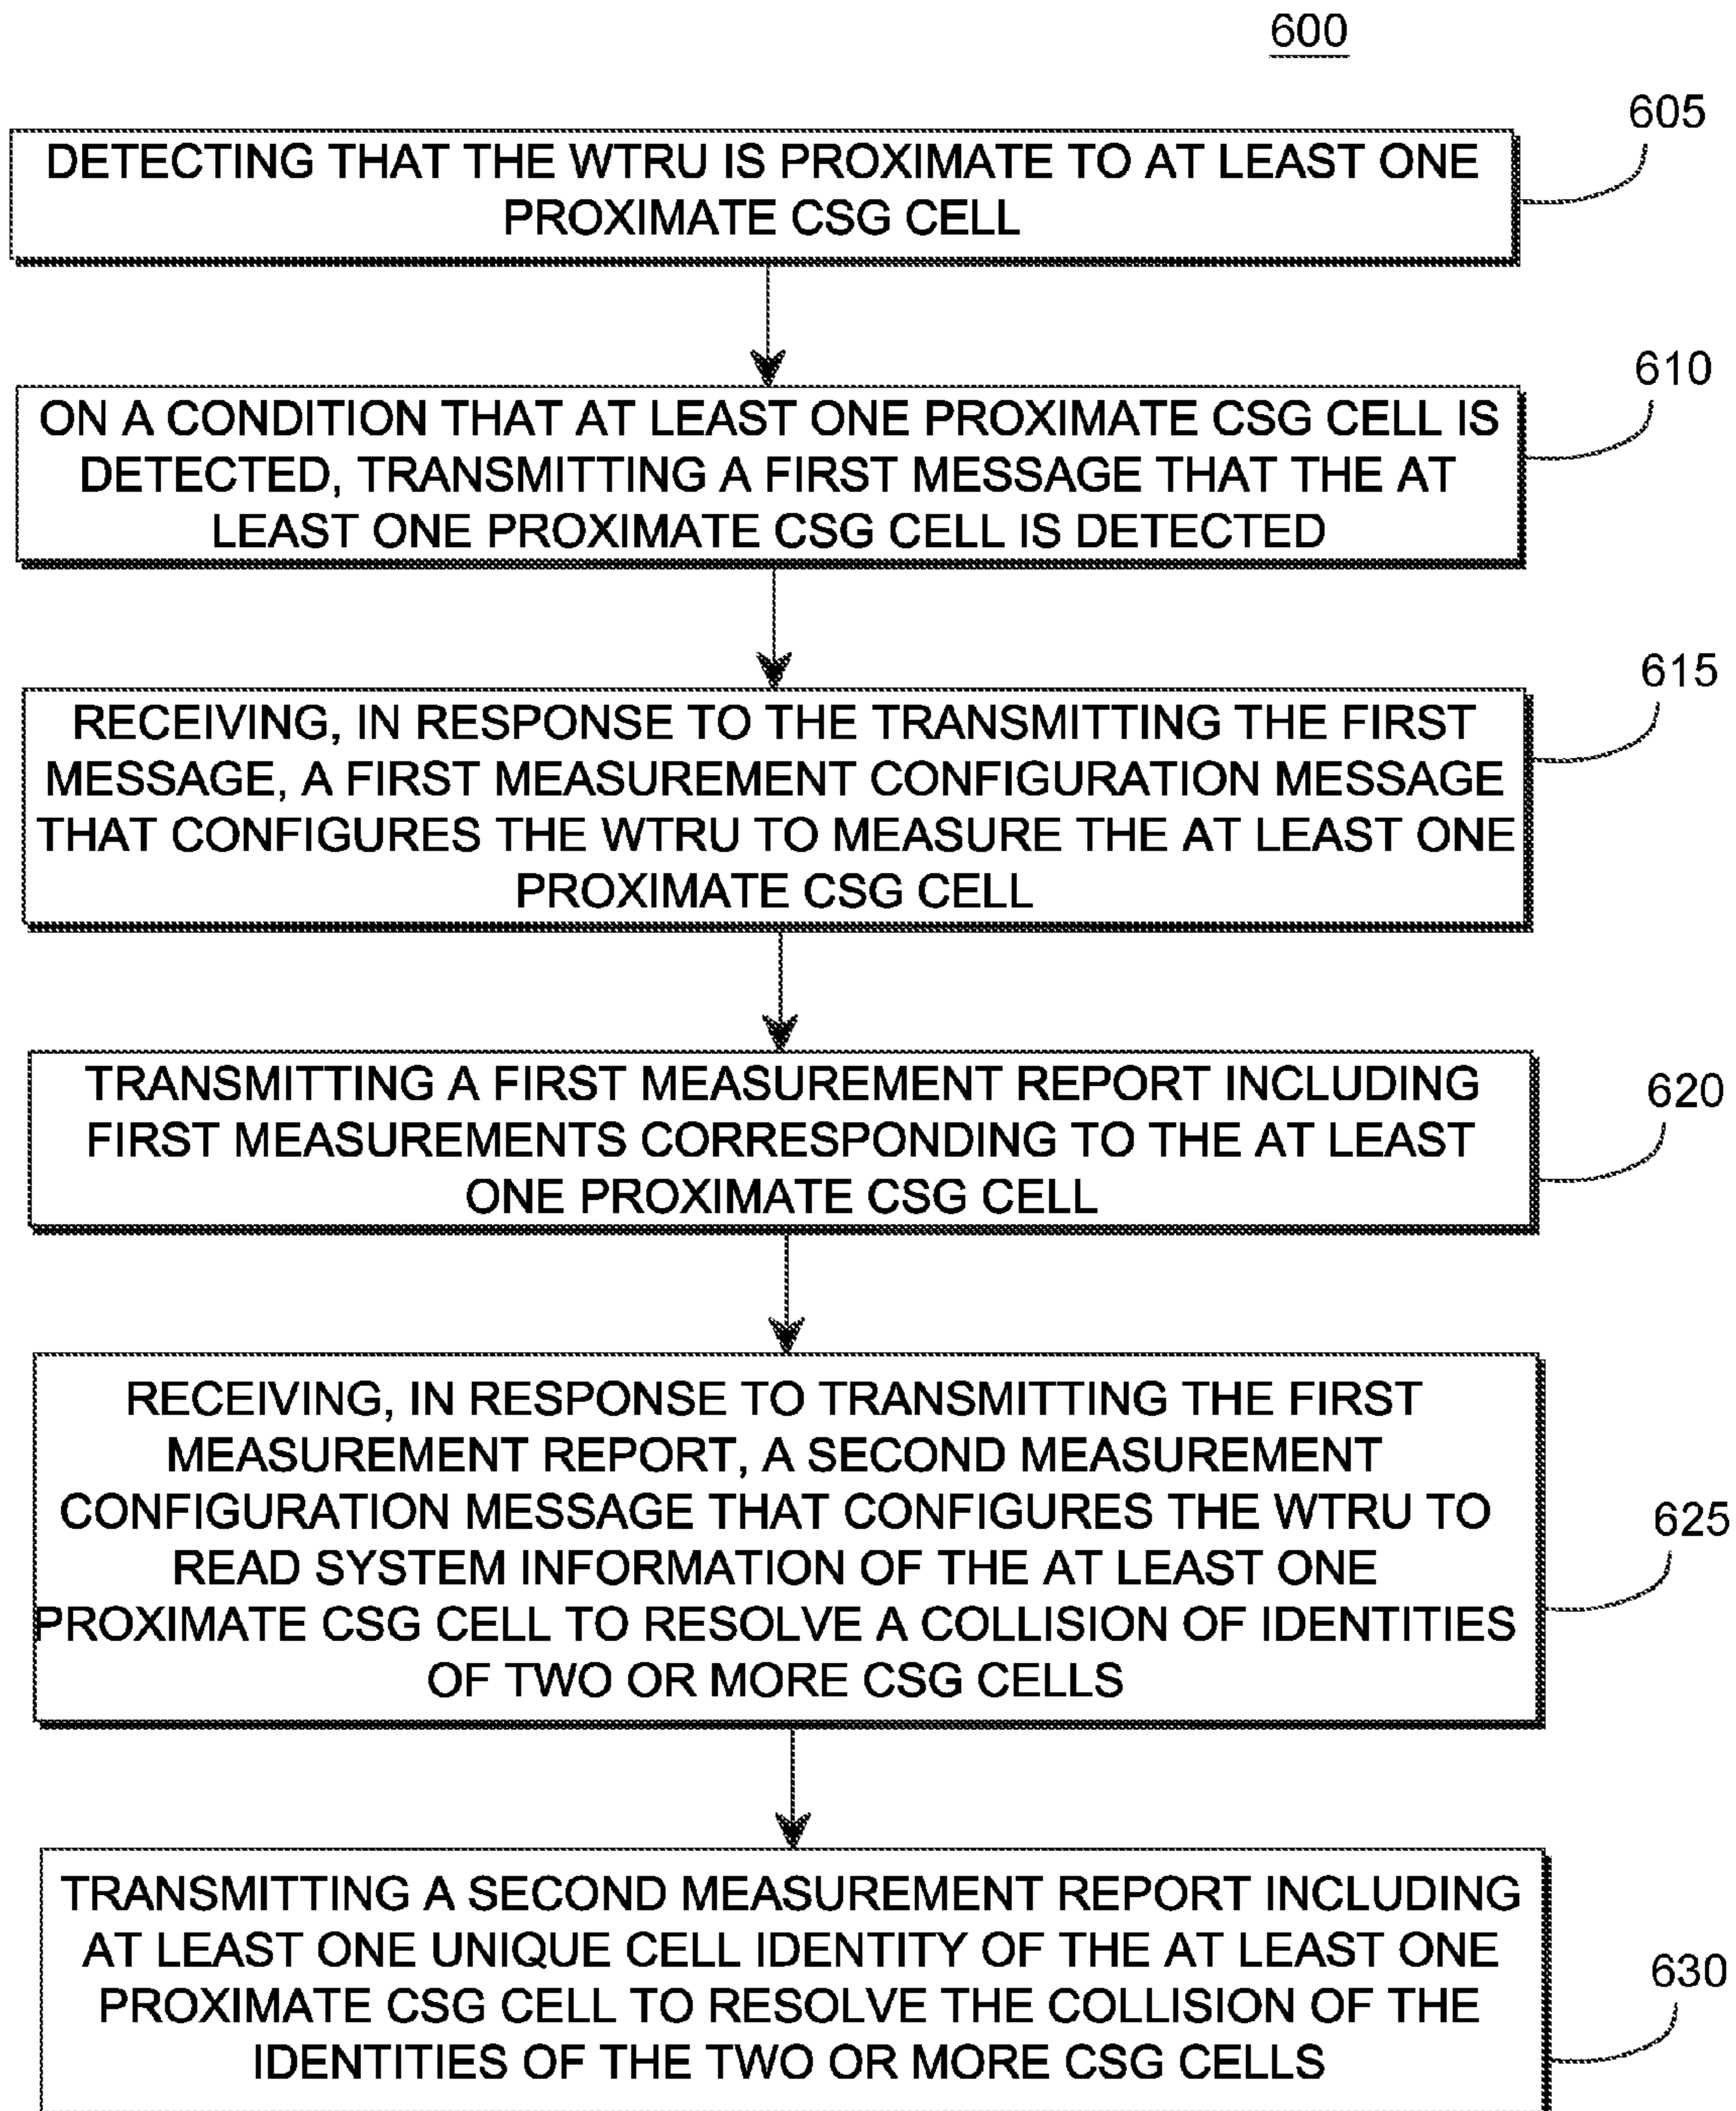 600
605
DETECTING THAT THE WTRU IS PROXIMATE TO AT LEAST ONE
PROXIMATE CSG CELL
610
ON A CONDITION THAT AT LEAST ONE PROXIMATE CSG CELL IS
DETECTED, TRANSMITTING A FIRST MESSAGE THAT THE AT
LEAST ONE PROXIMATE CSG CELL IS DETECTED
615
RECEIVING, IN RESPONSE TO THE TRANSMITTING THE FIRST
MESSAGE, A FIRST MEASUREMENT CONFIGURATION MESSAGE
THAT CONFIGURES THE WTRU TO MEASURE THE AT LEAST ONE
PROXIMATE CSG CELL
620
TRANSMITTING A FIRST MEASUREMENT REPORT INCLUDING
FIRST MEASUREMENTS CORRESPONDING TO THE AT LEAST
ONE PROXIMATE CSG CELL
625
RECEIVING, IN RESPONSE TO TRANSMITTING THE FIRST
MEASUREMENT REPORT, A SECOND MEASUREMENT
CONFIGURATION MESSAGE THAT CONFIGURES THE WTRU TO
READ SYSTEM INFORMATION OF THE AT LEAST ONE
PROXIMATE CSG CELL TO RESOLVE A COLLISION OF IDENTITIES
OF TWO OR MORE CSG CELLS
630
TRANSMITTING A SECOND MEASUREMENT REPORT INCLUDING
AT LEAST ONE UNIQUE CELL IDENTITY OF THE AT LEAST ONE
PROXIMATE CSG CELL TO RESOLVE THE COLLISION OF THE
IDENTITIES OF THE TWO OR MORE CSG CELLS